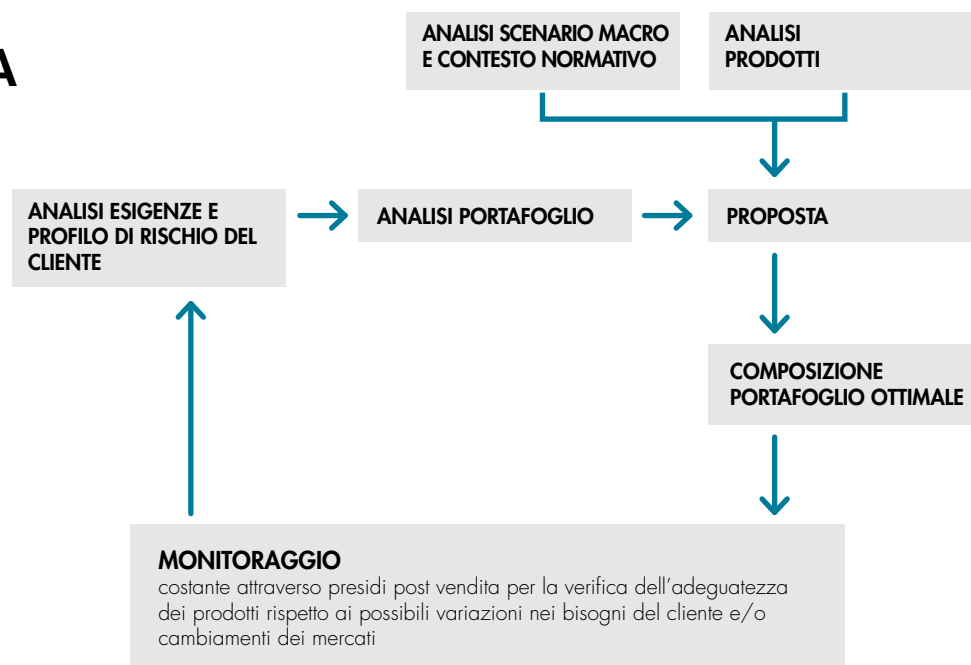 A
ANALISI SCENARIO MACRO
E CONTESTO NORMATIVO
ANALISI
PRODOTTI
ANALISI ESIGENZE E
PROFILO DI RISCHIO DEL
CLIENTE
ANALISI PORTAFOGLIO
PROPOSTA
COMPOSIZIONE
PORTAFOGLIO OTTIMALE
MONITORAGGIO
costante attraverso presidi post vendita per la verifica dell'adeguatezza
dei prodotti rispetto ai possibili variazioni nei bisogni del cliente e/o
cambiamenti dei mercati